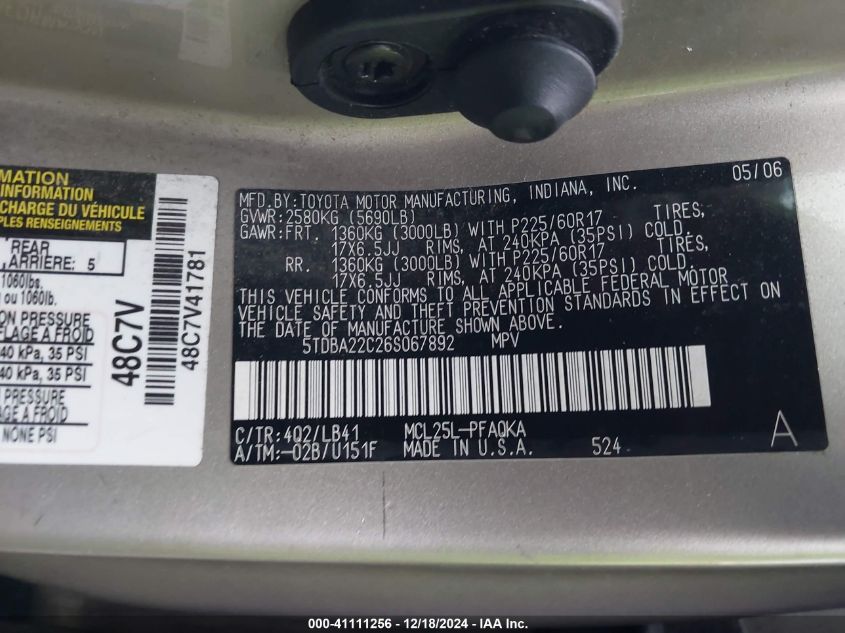 MATION
INFORMATION
CHARGE DU VÉHICULE
PLES RENSEIGNEMENTS
REAR
ARRIERE: 5
1060lbs.
ou 1060lb.
ON PRESSURE
FLAGE A FROID
40 kPa, 35 PSI
40 kPa, 35 PSI
PRESSURE
A FROID
NONE PSI
48C7V
48C7V41781
MFD.BY:TOYOTA MOTOR MANUFACTURING, INDIANA, INC. 05/06
GVWR:2580KG (5690LB)
GAWR:FRT. 1360KG (3000LB) WITH P225/60R17 TIRES,
17X6.5JJ RIMS, AT 240KPA (35PSI) COLD.
RR. 1360KG (3000LB) WITH P225/60R17 TIRES,
17X6.5JJ RIMS, AT 240KPA (35PSI) COLD.
THIS VEHICLE CONFORMS TO ALL APPLICABLE FEDERAL MOTOR
VEHICLE SAFETY AND THEFT PREVENTION STANDARDS IN EFFECT ON
THE DATE OF MANUFACTURE SHOWN ABOVE.
5TDBA22C26S067892 MPV
C/TR:4Q2/LB41 MCL25L-PFAQKA A
A/TM:-02B/U151F MADE IN U.S.A. 524
000-41111256 - 12/18/2024 - IAA Inc.